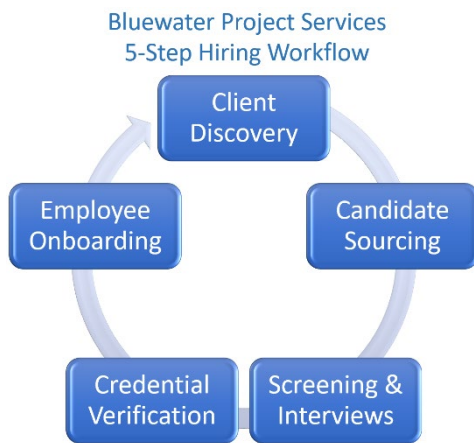 Bluewater Project Services
5-Step Hiring Workflow
Client
Discovery
Candidate
Sourcing
Screening &
Interviews
Credential
Verification
Employee
Onboarding